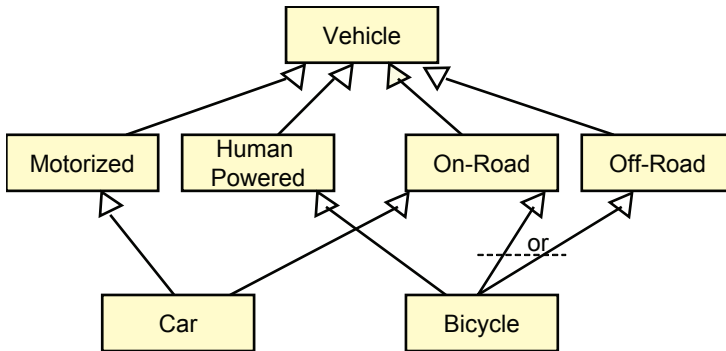 Vehicle
Motorized
Human
Powered
On-Road
Off-Road
or
Car
Bicycle